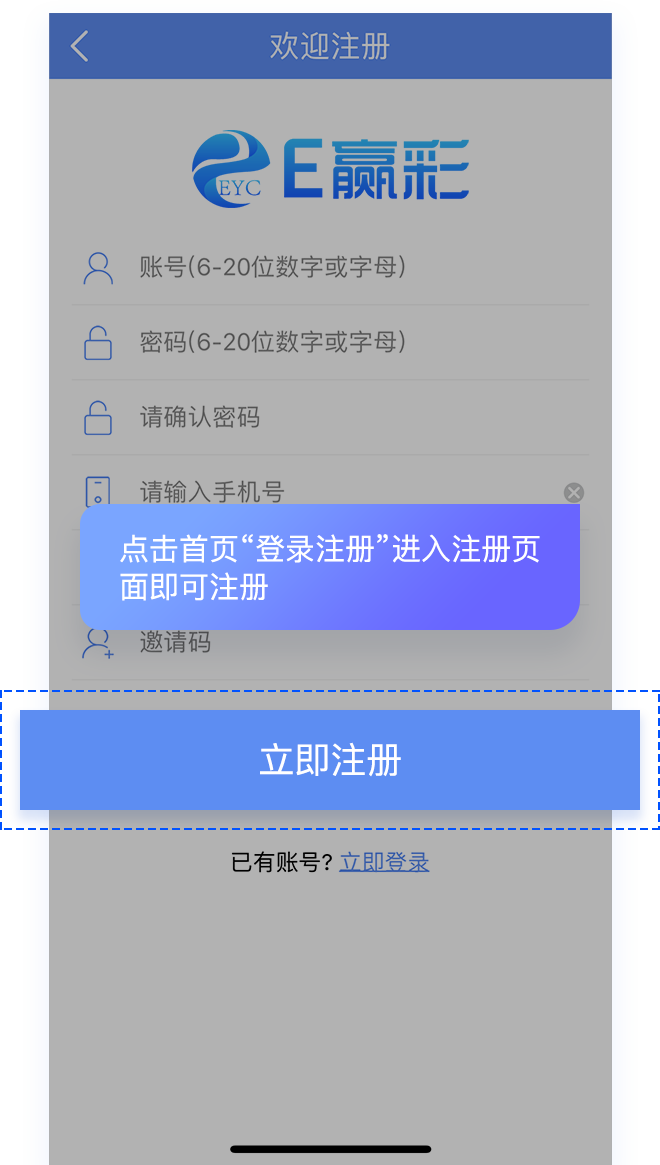 欢迎注册
EYC E赢彩
账号(6-20位数字或字母)
密码(6-20位数字或字母)
请确认密码
请输入手机号
点击首页“登录注册”进入注册页
面即可注册
邀请码
立即注册
已有账号? 立即登录